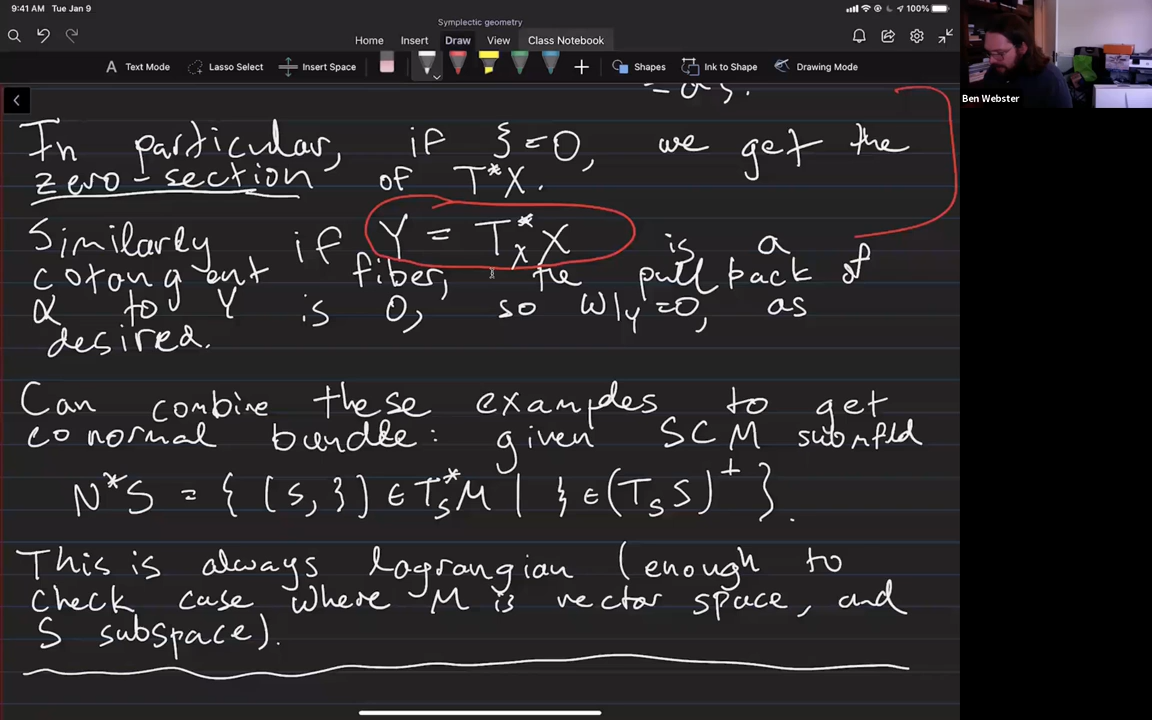 9:41 AM Tue Jan 9
100%
Symplectic geometry
Home Insert Draw View Class Notebook
Text Mode Lasso Select Insert Space Shapes Ink to Shape Drawing Mode
Ben Webster
In particular, if ξ=0, we get the
zero-section of T*X.
Similarly if Y = T*ₓX is a
cotangent fiber, the pullback of
α to Y is 0, so ω|_Y=0, as
desired.
Can combine these examples to get
conormal bundle: given S⊂M submfld
N*S = { (s, ξ) ∈ T*_S M | ξ ∈ (T_S S)^⊥ }.
This is always lagrangian (enough to
check case where M is vector space, and
S subspace).